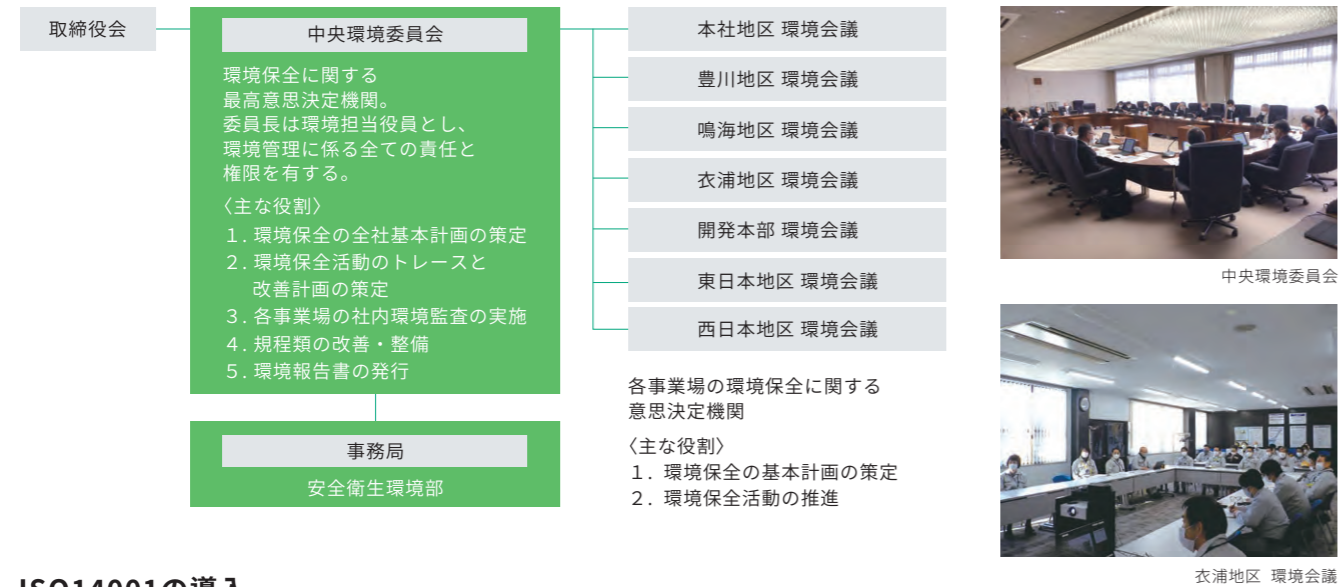 取締役会
中央環境委員会
環境保全に関する
最高意思決定機関。
委員長は環境担当役員とし、
環境管理に係る全ての責任と
権限を有する。
〈主な役割〉
1. 環境保全の全社基本計画の策定
2. 環境保全活動のトレースと
改善計画の策定
3. 各事業場の社内環境監査の実施
4. 規程類の改善・整備
5. 環境報告書の発行
事務局
安全衛生環境部
本社地区 環境会議
豊川地区 環境会議
鳴海地区 環境会議
衣浦地区 環境会議
開発本部 環境会議
東日本地区 環境会議
西日本地区 環境会議
各事業場の環境保全に関する
意思決定機関
〈主な役割〉
1. 環境保全の基本計画の策定
2. 環境保全活動の推進
中央環境委員会
衣浦地区 環境会議
ISO14001の導入